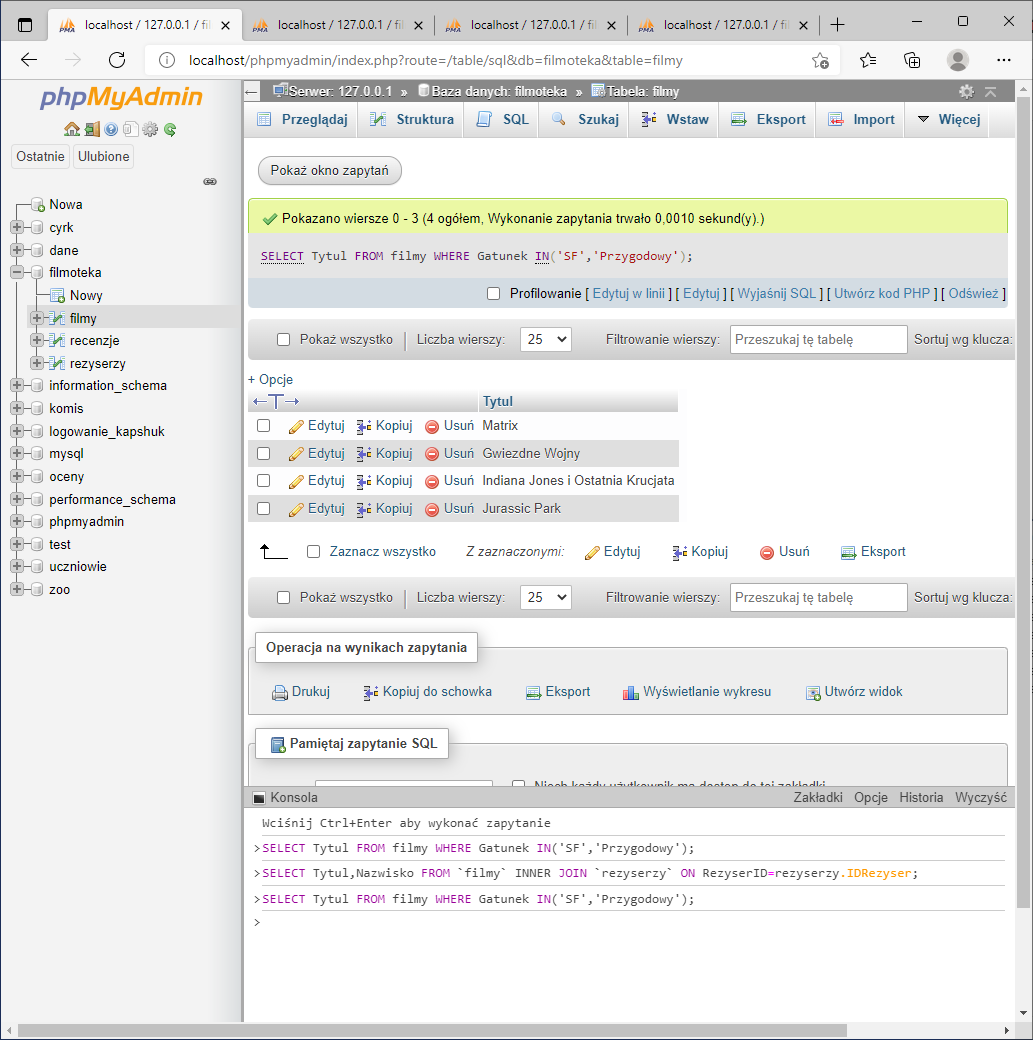 localhost / 127.0.0.1 / fil
localhost / 127.0.0.1 / film
localhost / 127.0.0.1 / film
localhost / 127.0.0.1 / film
localhost/phpmyadmin/index.php?route=/table/sql&db=filmoteka&table=filmy
phpMyAdmin
Ostatnie Ulubione
Nowa
cyrk
dane
filmoteka
Nowy
filmy
recenzje
rezyserzy
information_schema
komis
logowanie_kapshuk
mysql
oceny
performance_schema
phpmyadmin
test
uczniowie
zoo
Serwer: 127.0.0.1 » Baza danych: filmoteka » Tabela: filmy
Przeglądaj Struktura SQL Szukaj Wstaw Eksport Import Więcej
Pokaż okno zapytań
Pokazano wiersze 0 - 3 (4 ogółem, Wykonanie zapytania trwało 0,0010 sekund(y).)
SELECT Tytul FROM filmy WHERE Gatunek IN('SF','Przygodowy');
Profilowanie [ Edytuj w linii ] [ Edytuj ] [ Wyjaśnij SQL ] [ Utwórz kod PHP ] [ Odśwież ]
Pokaż wszystko | Liczba wierszy: 25 Filtrowanie wierszy: Przeszukaj tę tabelę Sortuj wg klucza:
+ Opcje
←T→ Tytul
Edytuj Kopiuj Usuń Matrix
Edytuj Kopiuj Usuń Gwiezdne Wojny
Edytuj Kopiuj Usuń Indiana Jones i Ostatnia Krucjata
Edytuj Kopiuj Usuń Jurassic Park
Zaznacz wszystko Z zaznaczonymi: Edytuj Kopiuj Usuń Eksport
Pokaż wszystko | Liczba wierszy: 25 Filtrowanie wierszy: Przeszukaj tę tabelę Sortuj wg klucza:
Operacja na wynikach zapytania
Drukuj Kopiuj do schowka Eksport Wyświetlanie wykresu Utwórz widok
Pamiętaj zapytanie SQL
Niech każdy użytkownik ma dostęp do tej zakładki
Konsola Zakładki Opcje Historia Wyczyść
Wciśnij Ctrl+Enter aby wykonać zapytanie
>SELECT Tytul FROM filmy WHERE Gatunek IN('SF','Przygodowy');
>SELECT Tytul,Nazwisko FROM `filmy` INNER JOIN `rezyserzy` ON RezyserID=rezyserzy.IDRezyser;
>SELECT Tytul FROM filmy WHERE Gatunek IN('SF','Przygodowy');
>